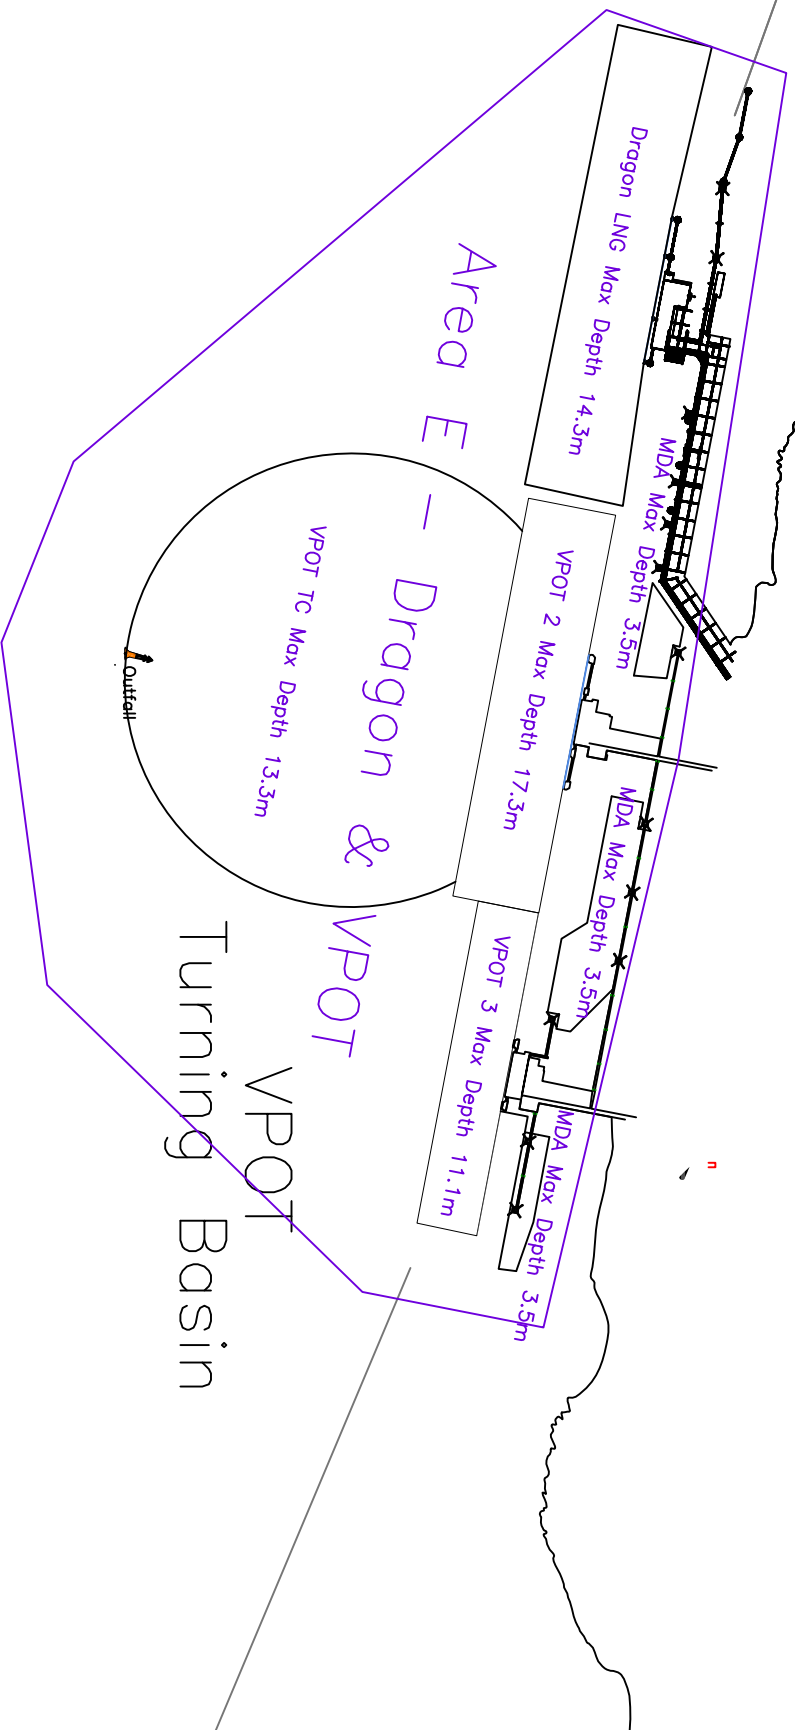 Dragon LNG Max Depth 14.3m
Area E – Dragon & VPOT
MDA Max Depth 3.5m
VPOT 2 Max Depth 17.3m
VPOT TC Max Depth 13.3m
Outfall
MDA Max Depth 3.5m
VPOT 3 Max Depth 11.1m
MDA Max Depth 3.5m
VPOT
Turning Basin
n